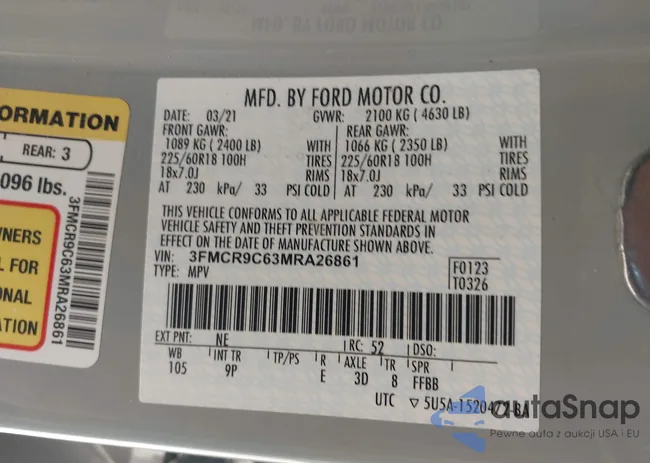 MFD. BY FORD MOTOR CO.
DATE: 03/21 GVWR: 2100 KG ( 4630 LB)
FRONT GAWR: REAR GAWR:
1089 KG ( 2400 LB) WITH 1066 KG ( 2350 LB) WITH
225/60R18 100H TIRES 225/60R18 100H TIRES
18x7.0J RIMS 18x7.0J RIMS
AT 230 kPa/ 33 PSI COLD AT 230 kPa/ 33 PSI COLD
THIS VEHICLE CONFORMS TO ALL APPLICABLE FEDERAL MOTOR
VEHICLE SAFETY AND THEFT PREVENTION STANDARDS IN
EFFECT ON THE DATE OF MANUFACTURE SHOWN ABOVE.
VIN: 3FMCR9C63MRA26861
TYPE: MPV
F0123
T0326
EXT PNT: NE RC: 52 DSO:
WB INT TR TP/PS R AXLE TR SPR
105 9P E 3D 8 FFBB
UTC ▽ 5U5A-1520472-BA
ORMATION
REAR: 3
096 lbs.
WNERS
L FOR
ONAL
ATION
3FMCR9C63MRA26861
autoSnap
Pewne auta z aukcji USA i EU